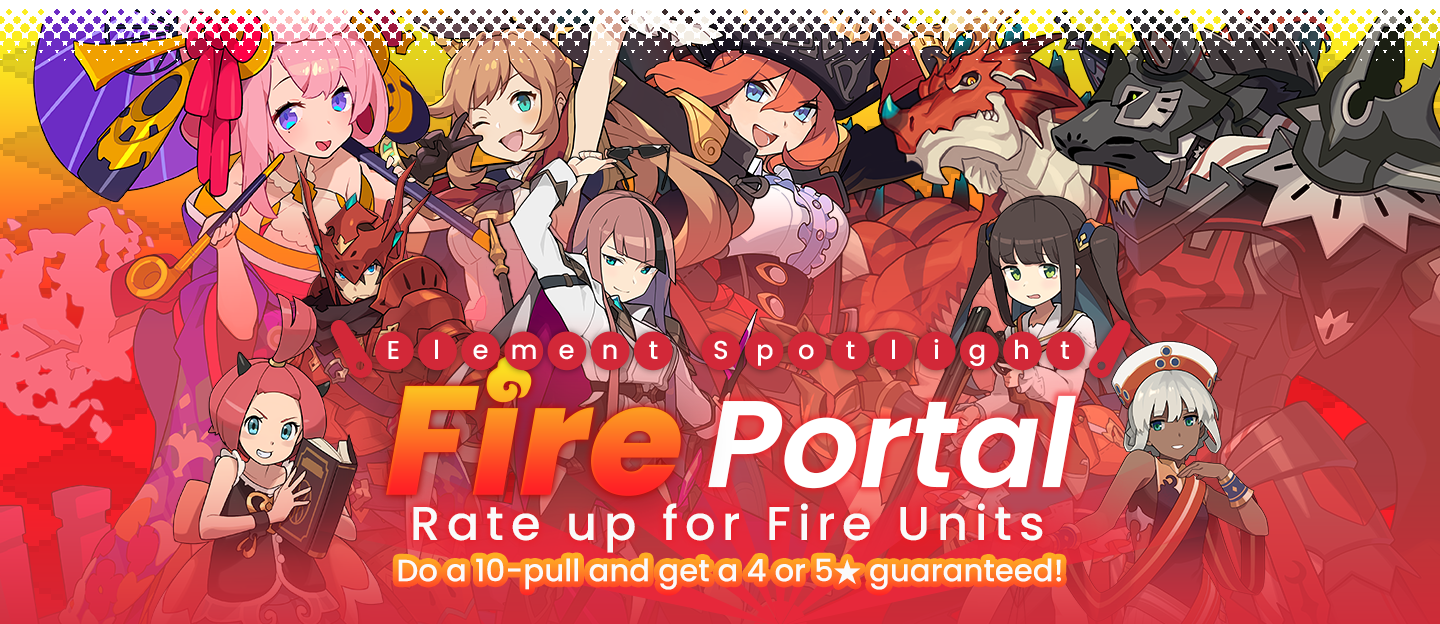 Element Spotlight
Fire Portal
Rate up for Fire Units
Do a 10-pull and get a 4 or 5★ guaranteed!